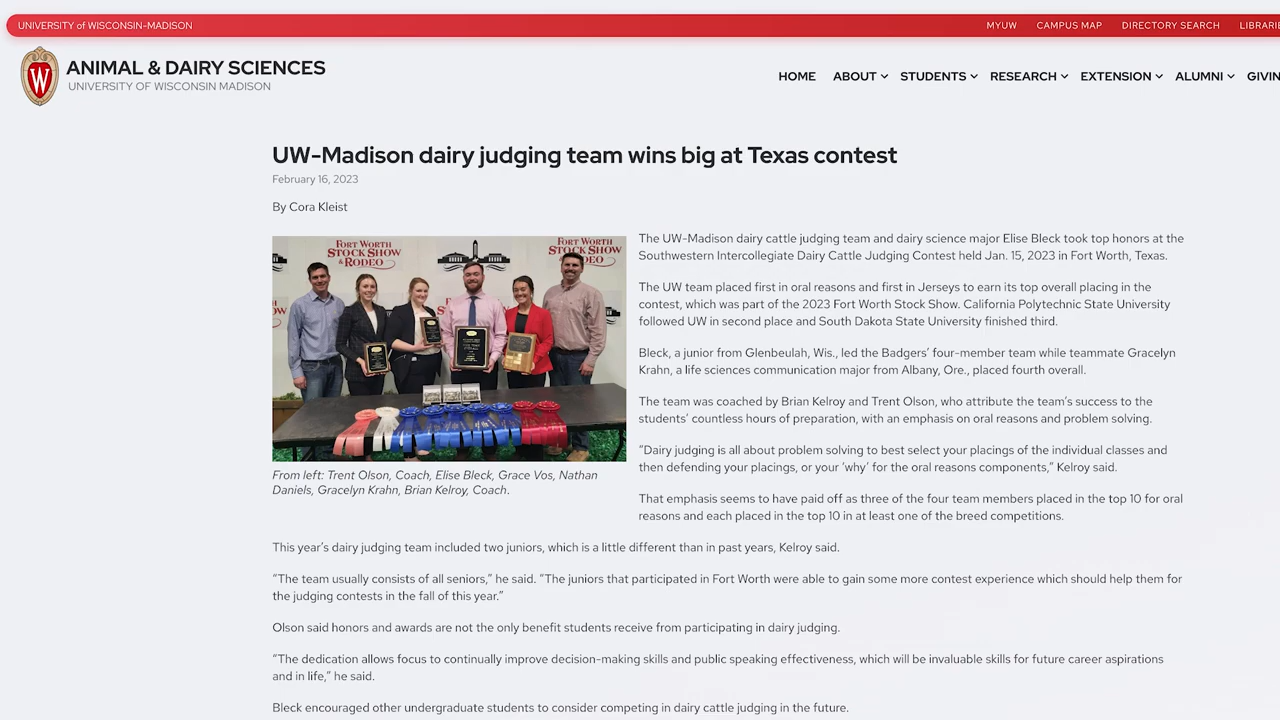 UNIVERSITY of WISCONSIN-MADISON
MYUW CAMPUS MAP DIRECTORY SEARCH
ANIMAL & DAIRY SCIENCES
UNIVERSITY OF WISCONSIN MADISON
HOME ABOUT STUDENTS RESEARCH EXTENSION ALUMNI
UW-Madison dairy judging team wins big at Texas contest
February 16, 2023
By Cora Kleist
FORT WORTH
STOCK SHOW
& RODEO
FORT WORTH
STOCK SHOW
RODEO
From left: Trent Olson, Coach, Elise Bleck, Grace Vos, Nathan
Daniels, Gracelyn Krahn, Brian Kelroy, Coach.
The UW-Madison dairy cattle judging team and dairy science major Elise Bleck took top honors at the
Southwestern Intercollegiate Dairy Cattle Judging Contest held Jan. 15, 2023 in Fort Worth, Texas.
The UW team placed first in oral reasons and first in Jerseys to earn its top overall placing in the
contest, which was part of the 2023 Fort Worth Stock Show. California Polytechnic State University
followed UW in second place and South Dakota State University finished third.
Bleck, a junior from Glenbeulah, Wis., led the Badgers’ four-member team while teammate Gracelyn
Krahn, a life sciences communication major from Albany, Ore., placed fourth overall.
The team was coached by Brian Kelroy and Trent Olson, who attribute the team’s success to the
students’ countless hours of preparation, with an emphasis on oral reasons and problem solving.
“Dairy judging is all about problem solving to best select your placings of the individual classes and
then defending your placings, or your ‘why’ for the oral reasons components,” Kelroy said.
That emphasis seems to have paid off as three of the four team members placed in the top 10 for oral
reasons and each placed in the top 10 in at least one of the breed competitions.
This year’s dairy judging team included two juniors, which is a little different than in past years, Kelroy said.
“The team usually consists of all seniors,” he said. “The juniors that participated in Fort Worth were able to gain some more contest experience which should help them for
the judging contests in the fall of this year.”
Olson said honors and awards are not the only benefit students receive from participating in dairy judging.
“The dedication allows focus to continually improve decision-making skills and public speaking effectiveness, which will be invaluable skills for future career aspirations
and in life,” he said.
Bleck encouraged other undergraduate students to consider competing in dairy cattle judging in the future.